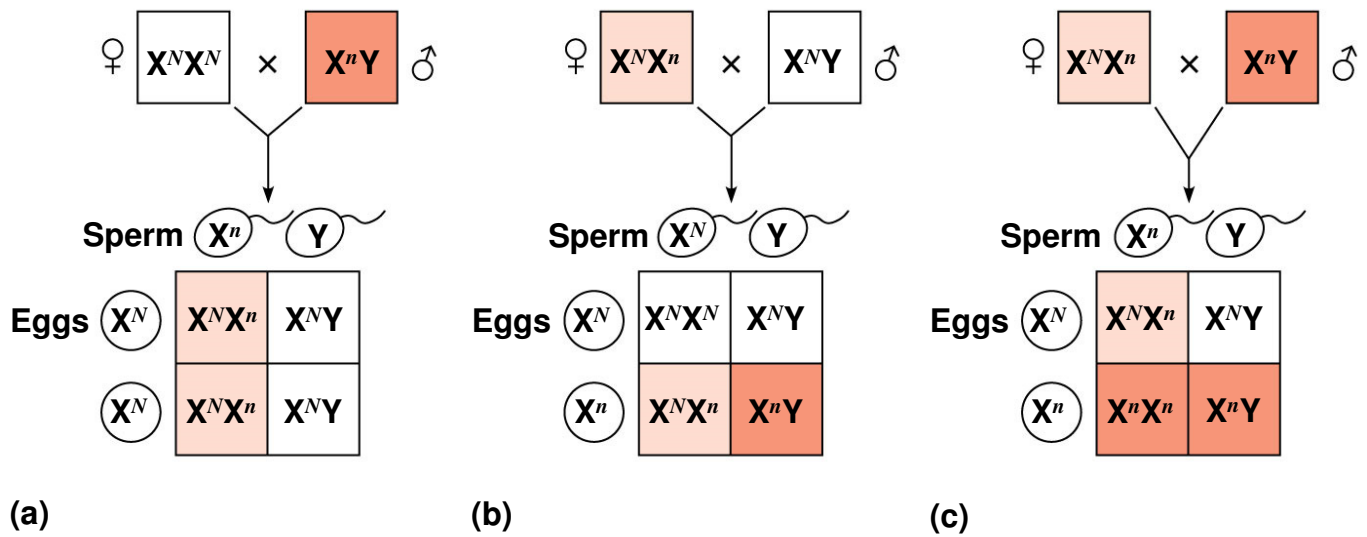 ♀ XᴺXᴺ × XⁿY ♂
Sperm Xⁿ Y
Eggs Xᴺ XᴺXⁿ XᴺY
Xᴺ XᴺXⁿ XᴺY
(a)
♀ XᴺXⁿ × XᴺY ♂
Sperm Xᴺ Y
Eggs Xᴺ XᴺXᴺ XᴺY
Xⁿ XᴺXⁿ XⁿY
(b)
♀ XᴺXⁿ × XⁿY ♂
Sperm Xⁿ Y
Eggs Xᴺ XᴺXⁿ XᴺY
Xⁿ XⁿXⁿ XⁿY
(c)